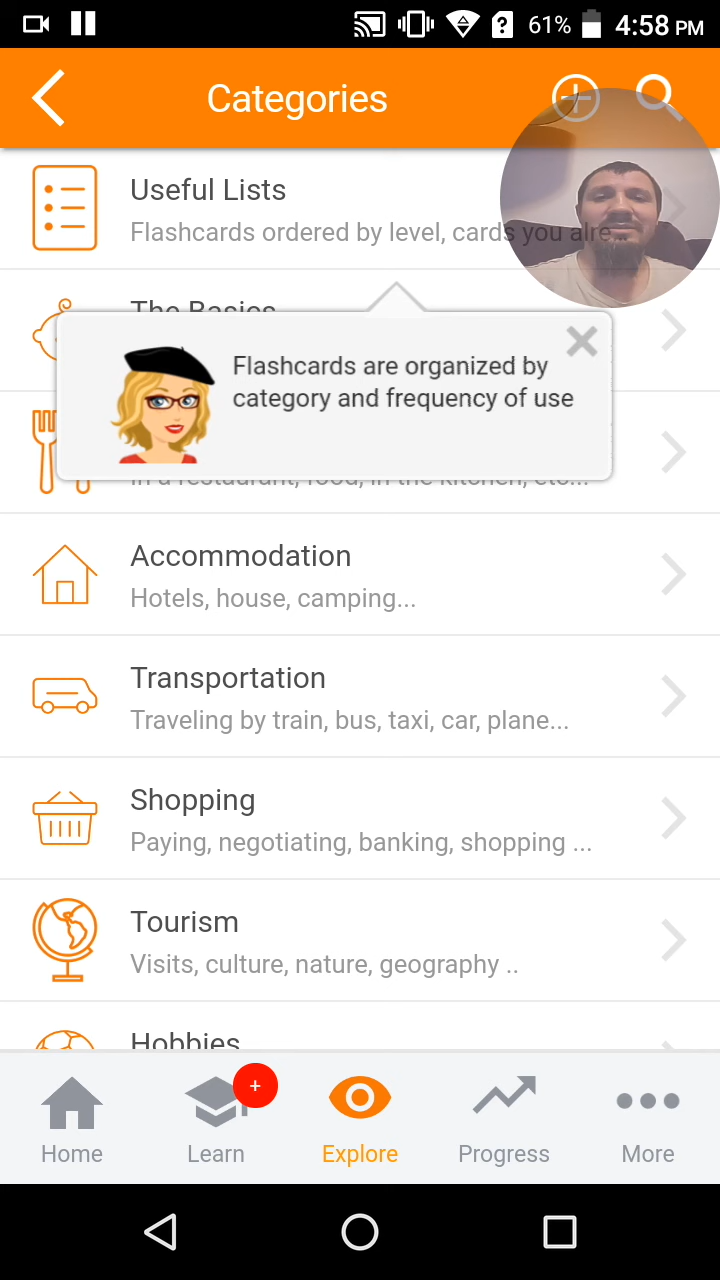 61% 4:58 PM
Categories
Useful Lists
Flashcards ordered by level, cards you alre
The Basics
Flashcards are organized by
category and frequency of use
In a restaurant, food, in the kitchen, etc...
Accommodation
Hotels, house, camping...
Transportation
Traveling by train, bus, taxi, car, plane...
Shopping
Paying, negotiating, banking, shopping ...
Tourism
Visits, culture, nature, geography ..
Hobbies
+
Home Learn Explore Progress More